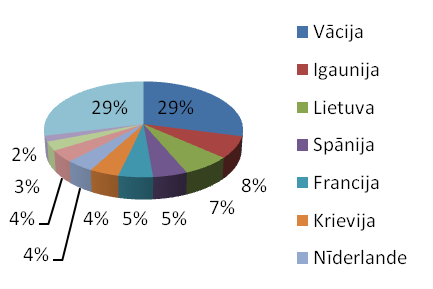 29%
29%
8%
7%
5%
5%
4%
4%
4%
3%
2%
Vācija
Igaunija
Lietuva
Spānija
Francija
Krievija
Nīderlande